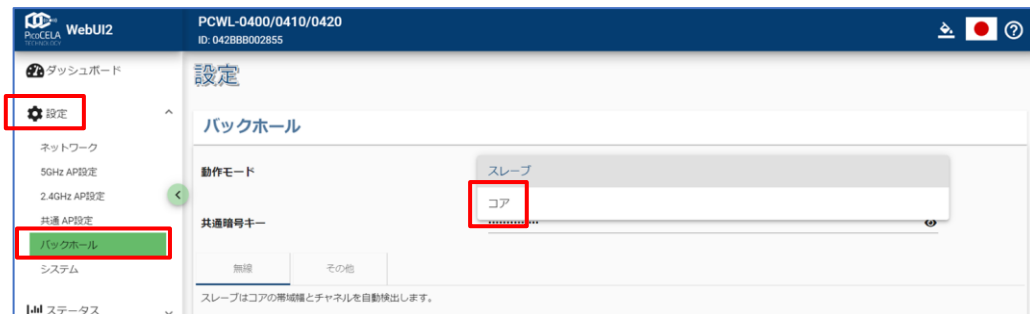 PicoCELA
TECHNOLOGY
WebUI2
PCWL-0400/0410/0420
ID: 042BBB002855
ダッシュボード
設定
設定
バックホール
ネットワーク
5GHz AP設定
2.4GHz AP設定
共通 AP設定
バックホール
システム
ステータス
動作モード
スレーブ
コア
共通暗号キー
無線
その他
スレーブはコアの帯域幅とチャネルを自動検出します。